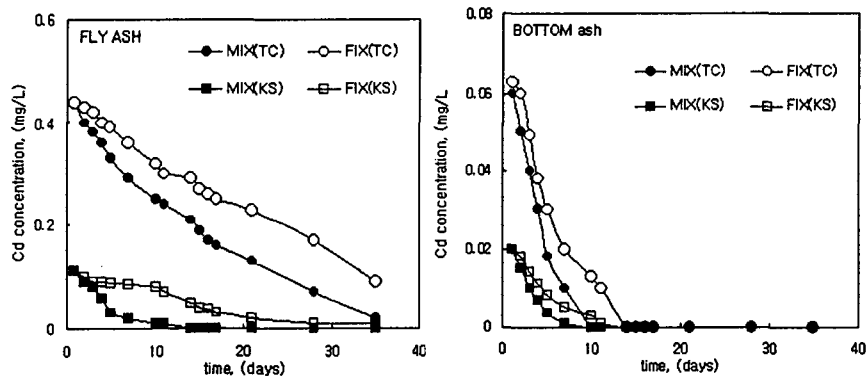 FLY ASH
MIX(TC)
FIX(TC)
MIX(KS)
FIX(KS)
Cd concentration, (mg/L)
0.6
0.4
0.2
0
0
10
20
30
40
time, (days)
BOTTOM ash
MIX(TC)
FIX(TC)
MIX(KS)
FIX(KS)
Cd concentration, (mg/L)
0.08
0.06
0.04
0.02
0
0
10
20
30
40
time, (days)